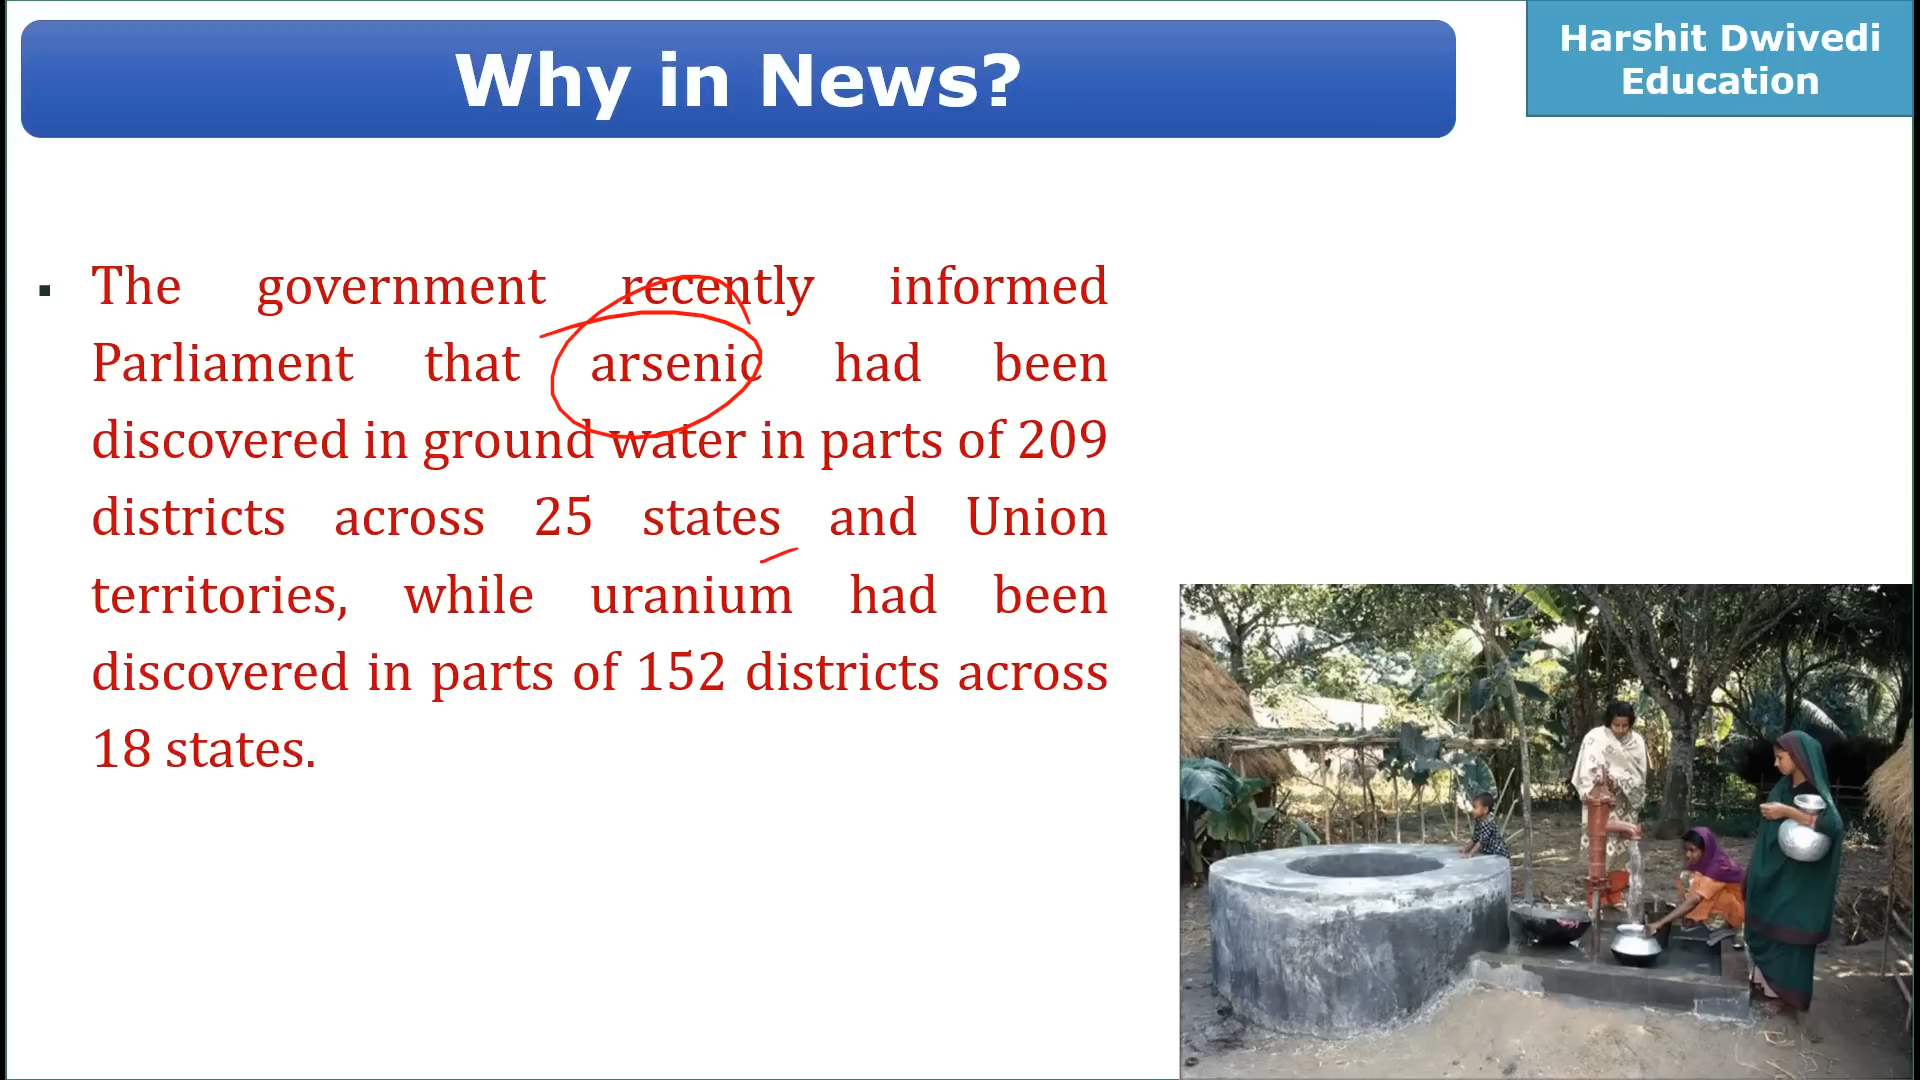 Why in News?
Harshit Dwivedi
Education
▪ The government recently informed
Parliament that arsenic had been
discovered in ground water in parts of 209
districts across 25 states and Union
territories, while uranium had been
discovered in parts of 152 districts across
18 states.